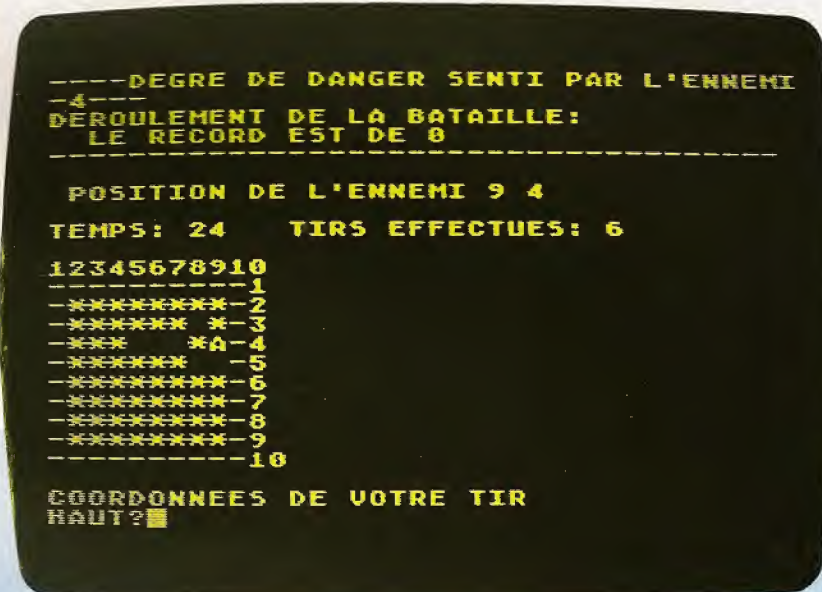 ----DEGRE DE DANGER SENTI PAR L'ENNEMI
-4---
DEROULEMENT DE LA BATAILLE:
LE RECORD EST DE 0
----------------------------------------
POSITION DE L'ENNEMI 9 4
TEMPS: 24 TIRS EFFECTUES: 6
12345678910
----------1
-********-2
-****** *-3
-***   *A-4
-******  -5
-********-6
-********-7
-********-8
-********-9
----------10
COORDONNEES DE VOTRE TIR
HAUT?